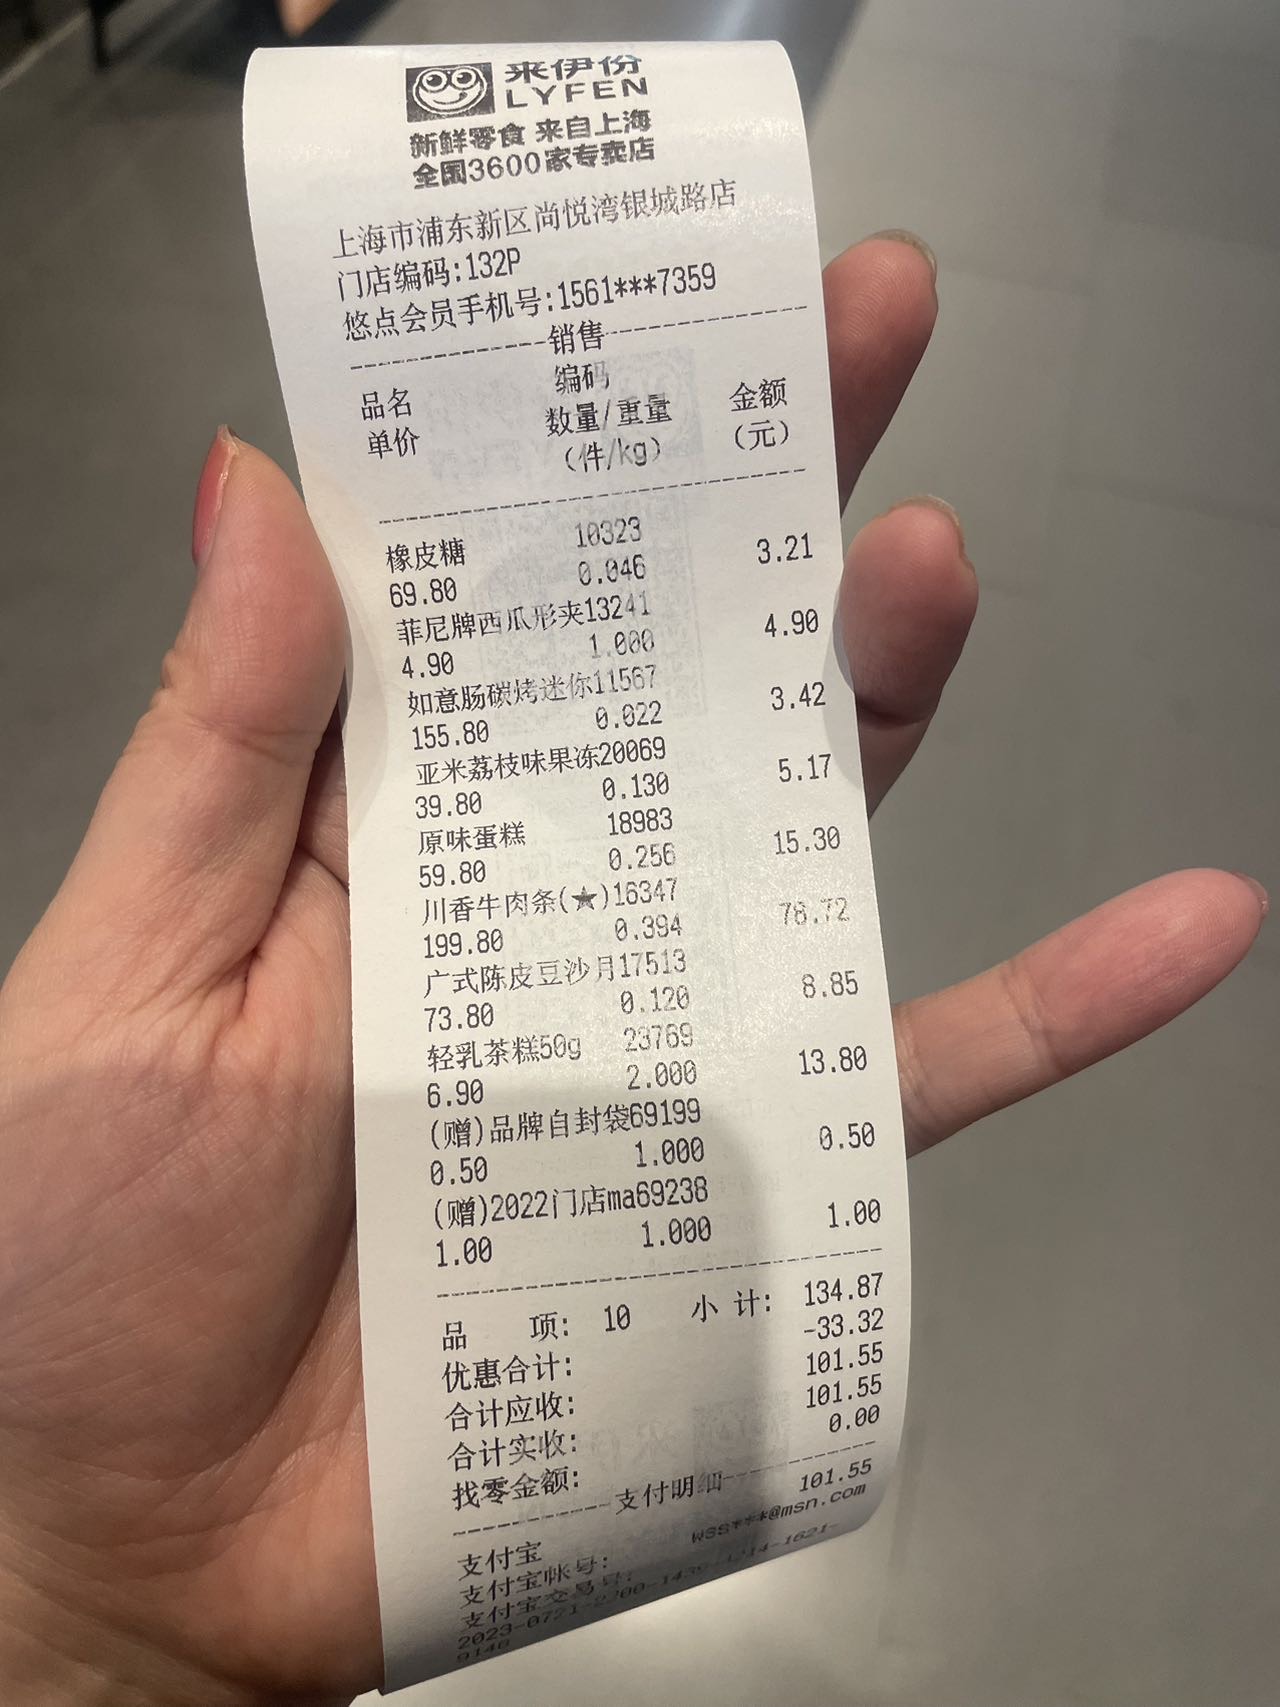 来伊份
LYFEN
新鲜零食 来自上海
全国3600家专卖店
上海市浦东新区尚悦湾银城路店
门店编码:132P
悠点会员手机号:1561***7359
销售
编码
品名 数量/重量 金额
单价 (件/kg) (元)
橡皮糖 10323
69.80 0.046 3.21
菲尼牌西瓜形夹13241
4.90 1.000 4.90
如意肠碳烤迷你11567
155.80 0.022 3.42
亚米荔枝味果冻20069
39.80 0.130 5.17
原味蛋糕 18983
59.80 0.256 15.30
川香牛肉条(★)16347
199.80 0.394 78.72
广式陈皮豆沙月17513
73.80 0.120 8.85
轻乳茶糕50g 23769
6.90 2.000 13.80
(赠)品牌自封袋69199
0.50 1.000 0.50
(赠)2022门店ma69238
1.00 1.000 1.00
品 项: 10 小 计: 134.87
优惠合计: -33.32
合计应收: 101.55
合计实收: 101.55
找零金额: 0.00
支付明细
支付宝 101.55
支付宝帐号: wss***@msn.com
支付宝交易号: